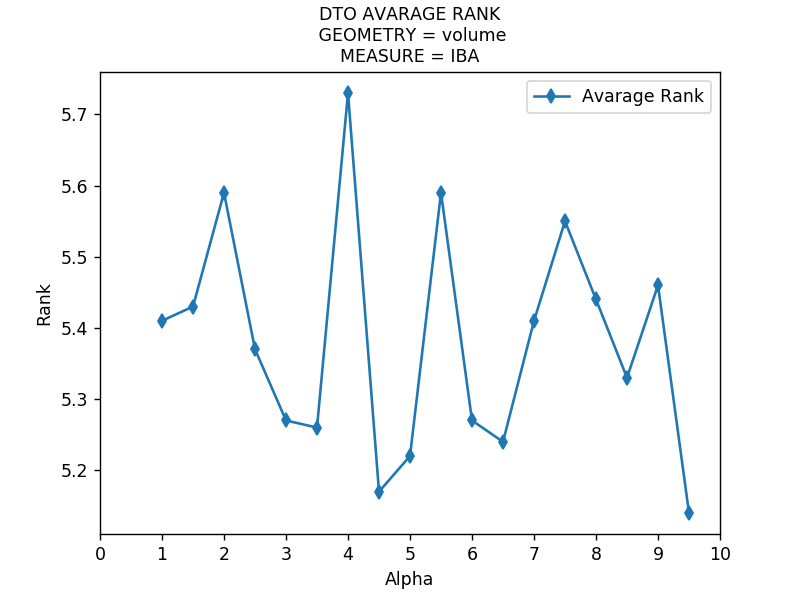 DTO AVARAGE RANK
GEOMETRY = volume
MEASURE = IBA
Avarage Rank
5.7
5.6
5.5
5.4
5.3
5.2
Rank
0 1 2 3 4 5 6 7 8 9 10
Alpha